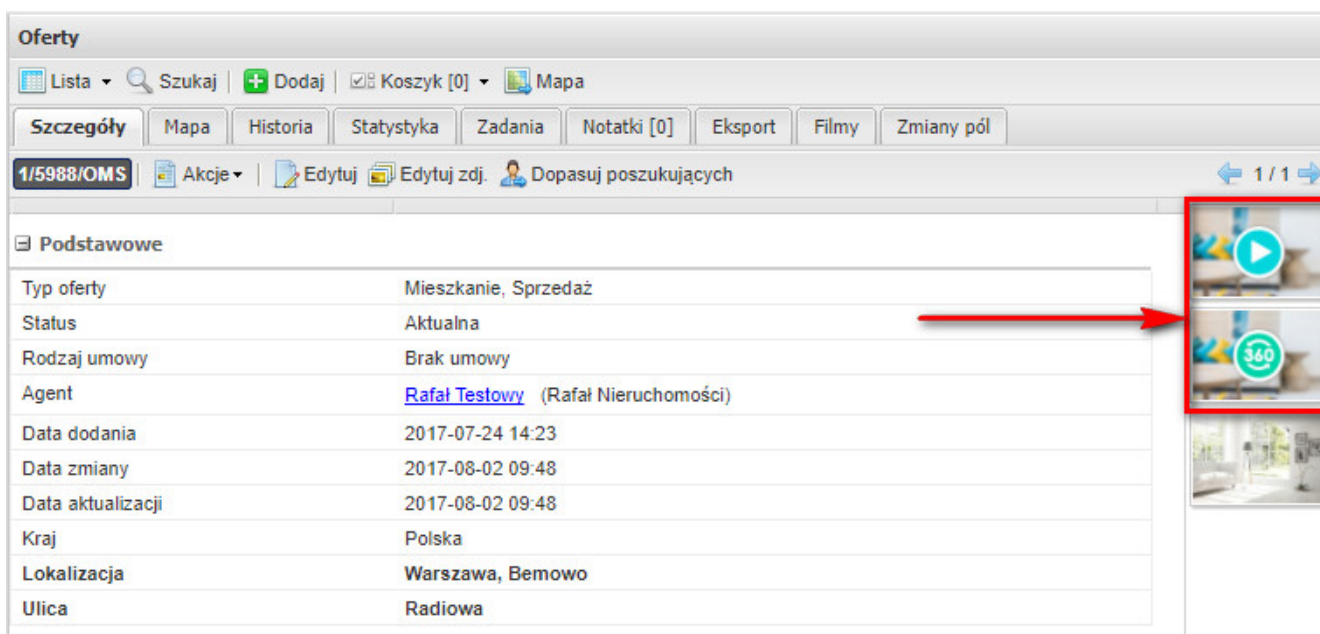 Oferty
Lista Szukaj Dodaj Koszyk [0] Mapa
Szczegóły Mapa Historia Statystyka Zadania Notatki [0] Eksport Filmy Zmiany pól
1/5988/OMS Akcje Edytuj Edytuj zdj. Dopasuj poszukujących 1 / 1
Podstawowe
Typ oferty Mieszkanie, Sprzedaż
Status Aktualna
Rodzaj umowy Brak umowy
Agent Rafał Testowy (Rafał Nieruchomości)
Data dodania 2017-07-24 14:23
Data zmiany 2017-08-02 09:48
Data aktualizacji 2017-08-02 09:48
360
Kraj Polska
Lokalizacja Warszawa, Bemowo
Ulica Radiowa